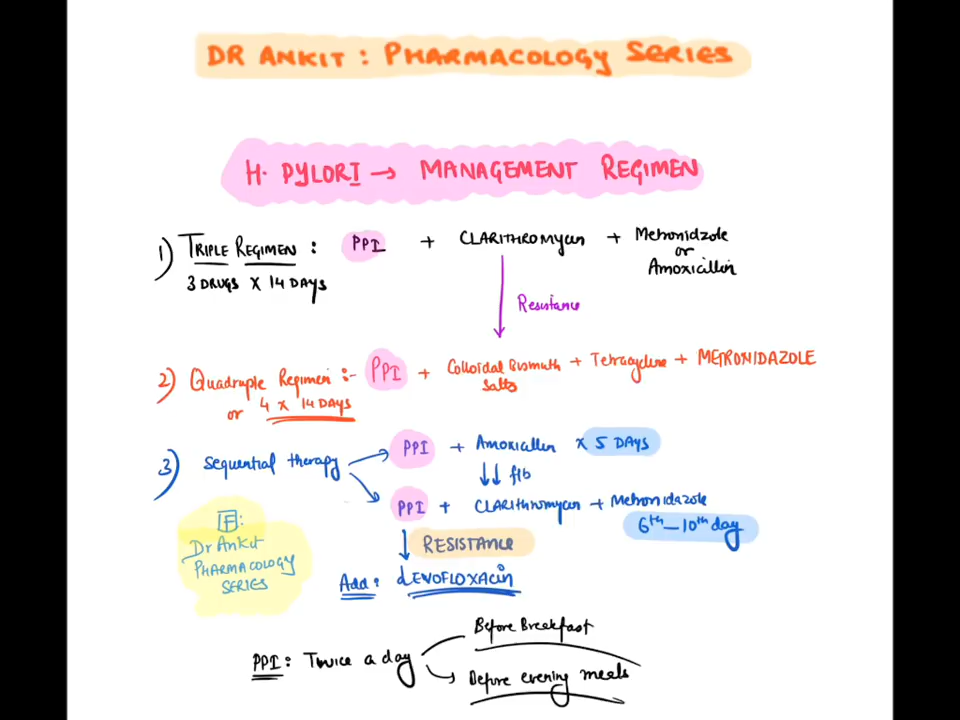 DR ANKIT : PHARMACOLOGY SERIES
H. PYLORI → MANAGEMENT REGIMEN
1) TRIPLE REGIMEN : PPI + CLARITHROMYCIN + Metronidzole
or
Amoxicillin
3 DRUGS X 14 DAYS
Resistance
2) Quadruple Regimen :- PPI + Colloidal Bismuth Salts + Tetracycline + METRONIDAZOLE
or 4 x 14 DAYS
3) Sequential therapy → PPI + Amoxicillin x 5 DAYS
↓↓ f/b
PPI + CLARITHROMYCIN + Metronidazole
6th - 10th day
F:
Dr Ankit
PHARMACOLOGY
SERIES
↓ RESISTANCE
Add: LEVOFLOXACIN
PPI: Twice a day
Before Breakfast
Before evening meals